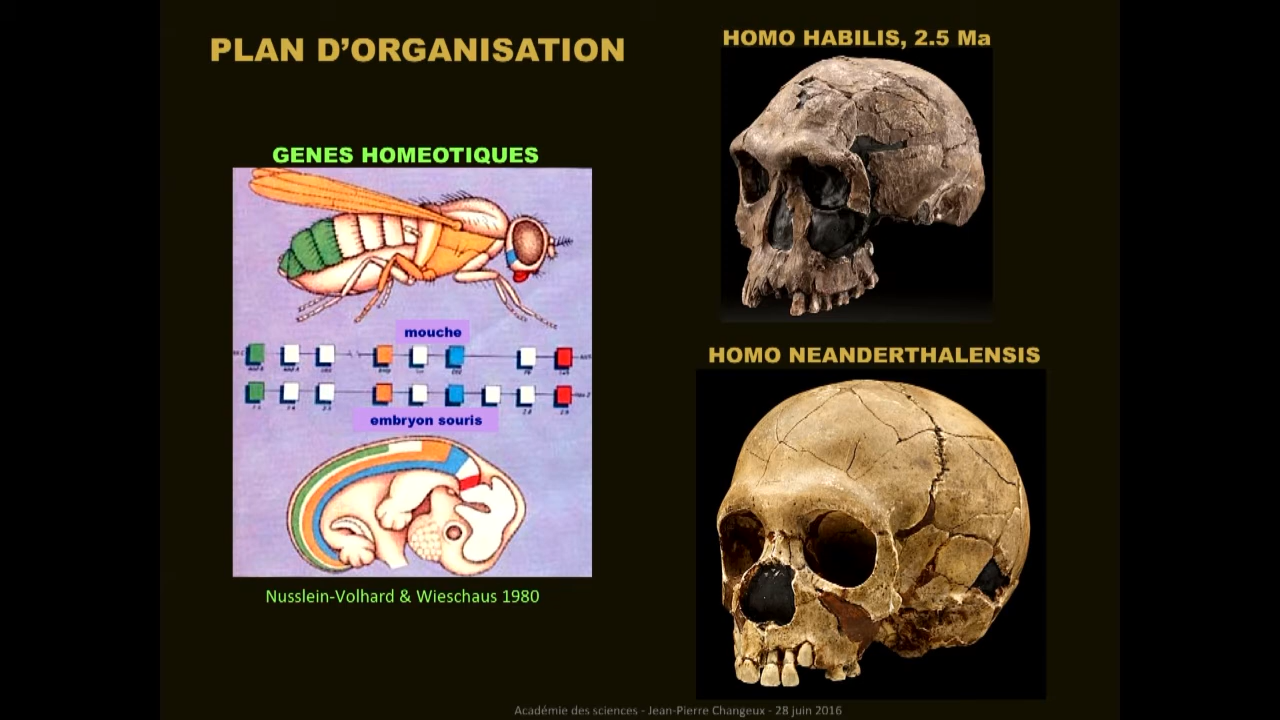 PLAN D'ORGANISATION
GENES HOMEOTIQUES
mouche
embryon souris
Nusslein-Volhard & Wieschaus 1980
HOMO HABILIS, 2.5 Ma
HOMO NEANDERTHALENSIS
Académie des sciences - Jean-Pierre Changeux - 28 juin 2016